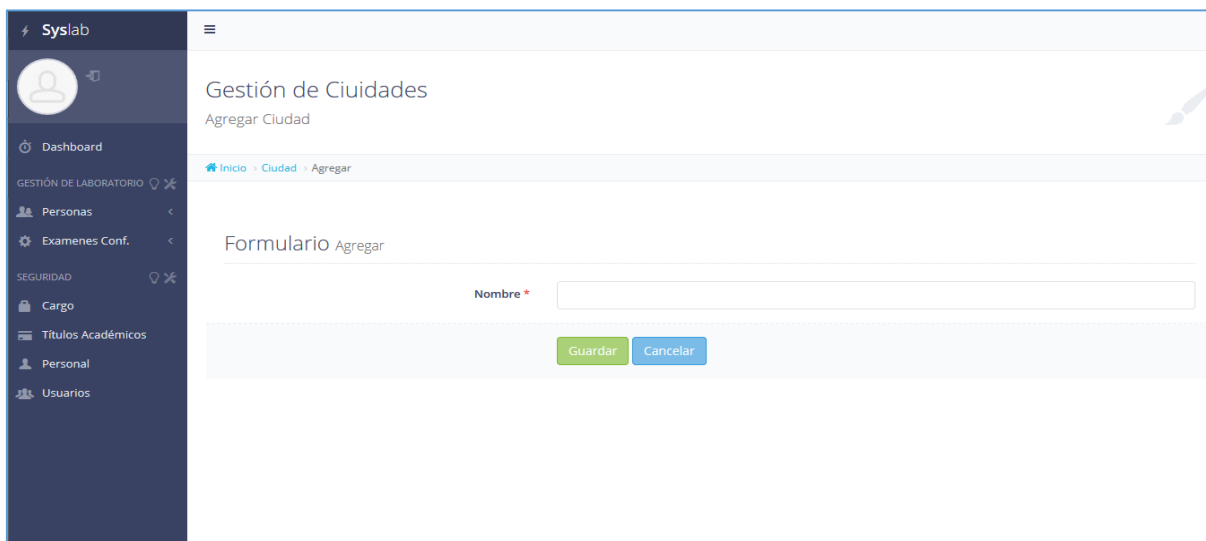 Syslab
Gestión de Ciuidades
Agregar Ciudad
Inicio > Ciudad > Agregar
Dashboard
GESTIÓN DE LABORATORIO
Personas <
Examenes Conf. <
SEGURIDAD
Cargo
Títulos Académicos
Personal
Usuarios
Formulario Agregar
Nombre *
Guardar Cancelar